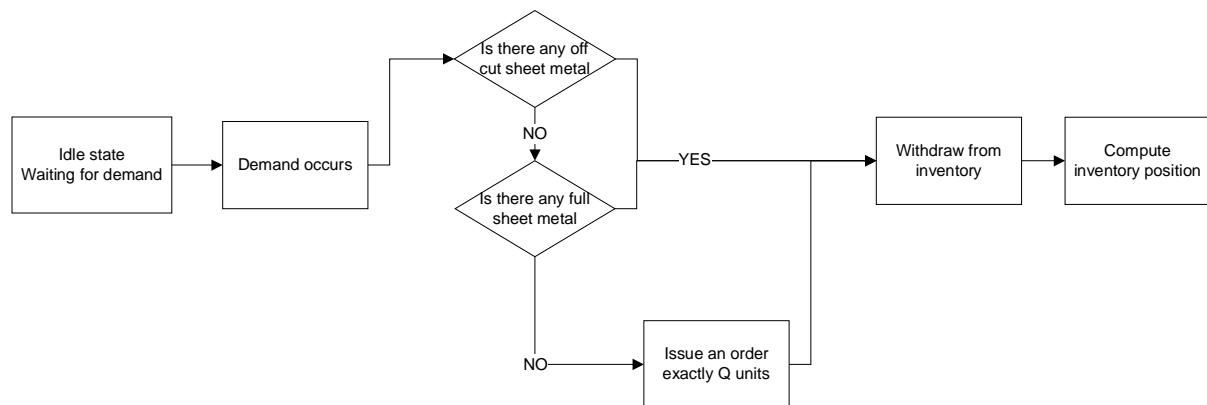 Idle state
Waiting for demand
Demand occurs
Is there any off
cut sheet metal
NO
Is there any full
sheet metal
YES
NO
Issue an order
exactly Q units
Withdraw from
inventory
Compute
inventory position